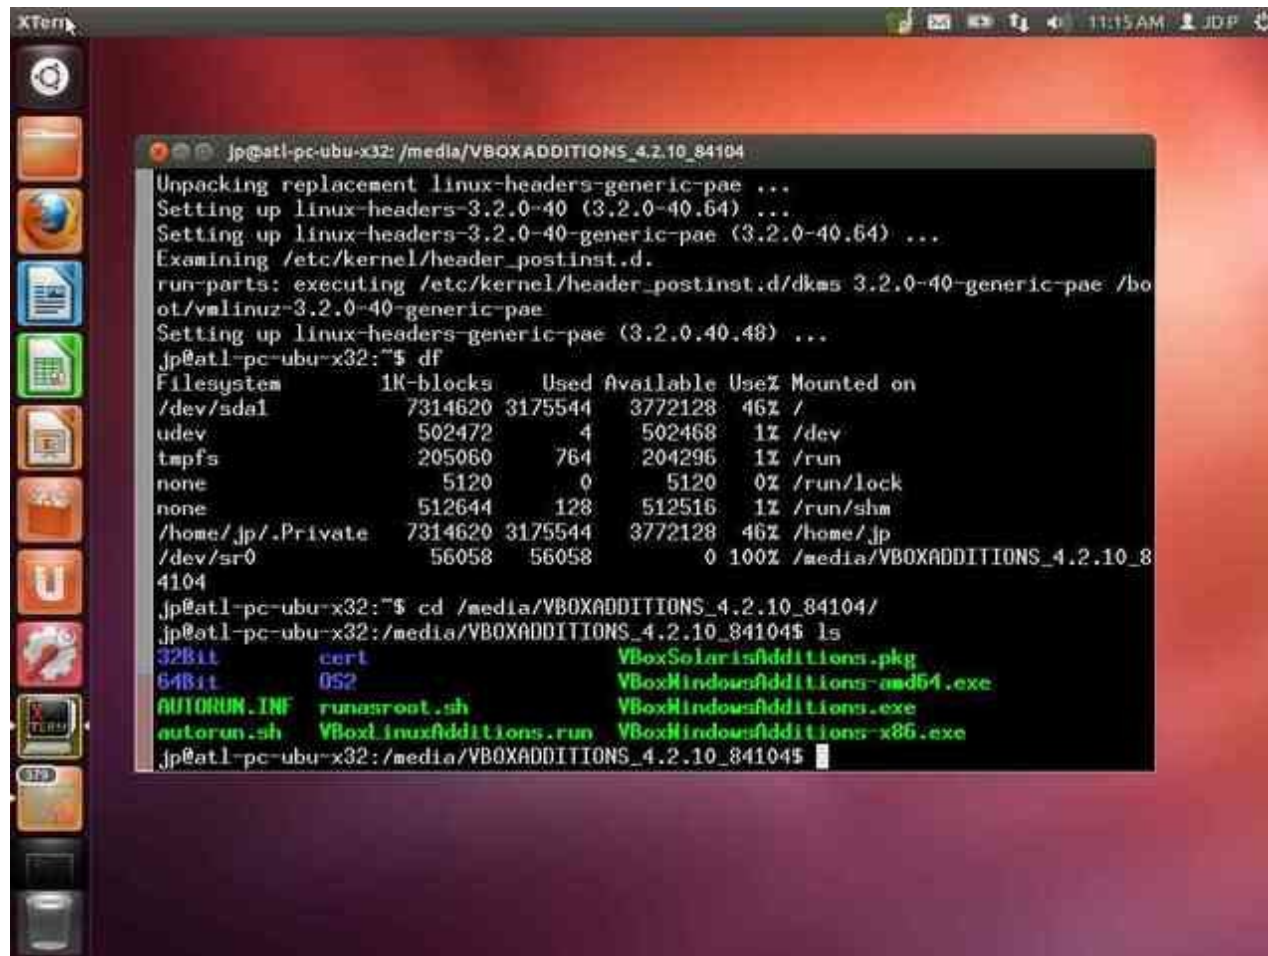 XTerm
11:15 AM JD P
jp@atl-pc-ubu-x32: /media/VBOXADDITIONS_4.2.10_84104
Unpacking replacement linux-headers-generic-pae ...
Setting up linux-headers-3.2.0-40 (3.2.0-40.64) ...
Setting up linux-headers-3.2.0-40-generic-pae (3.2.0-40.64) ...
Examining /etc/kernel/header_postinst.d.
run-parts: executing /etc/kernel/header_postinst.d/dkms 3.2.0-40-generic-pae /bo
ot/vmlinuz-3.2.0-40-generic-pae
Setting up linux-headers-generic-pae (3.2.0.40.48) ...
jp@atl-pc-ubu-x32:~$ df
Filesystem 1K-blocks Used Available Use% Mounted on
/dev/sda1 7314620 3175544 3772128 46% /
udev 502472 4 502468 1% /dev
tmpfs 205060 764 204296 1% /run
none 5120 0 5120 0% /run/lock
none 512644 128 512516 1% /run/shm
/home/jp/.Private 7314620 3175544 3772128 46% /home/jp
/dev/sr0 56058 56058 0 100% /media/VBOXADDITIONS_4.2.10_8
4104
jp@atl-pc-ubu-x32:~$ cd /media/VBOXADDITIONS_4.2.10_84104/
jp@atl-pc-ubu-x32:/media/VBOXADDITIONS_4.2.10_84104$ ls
32Bit cert VBoxSolarisAdditions.pkg
64Bit OS2 VBoxWindowsAdditions-amd64.exe
AUTORUN.INF runasroot.sh VBoxWindowsAdditions.exe
autorun.sh VBoxLinuxAdditions.run VBoxWindowsAdditions-x86.exe
jp@atl-pc-ubu-x32:/media/VBOXADDITIONS_4.2.10_84104$
X
TERM